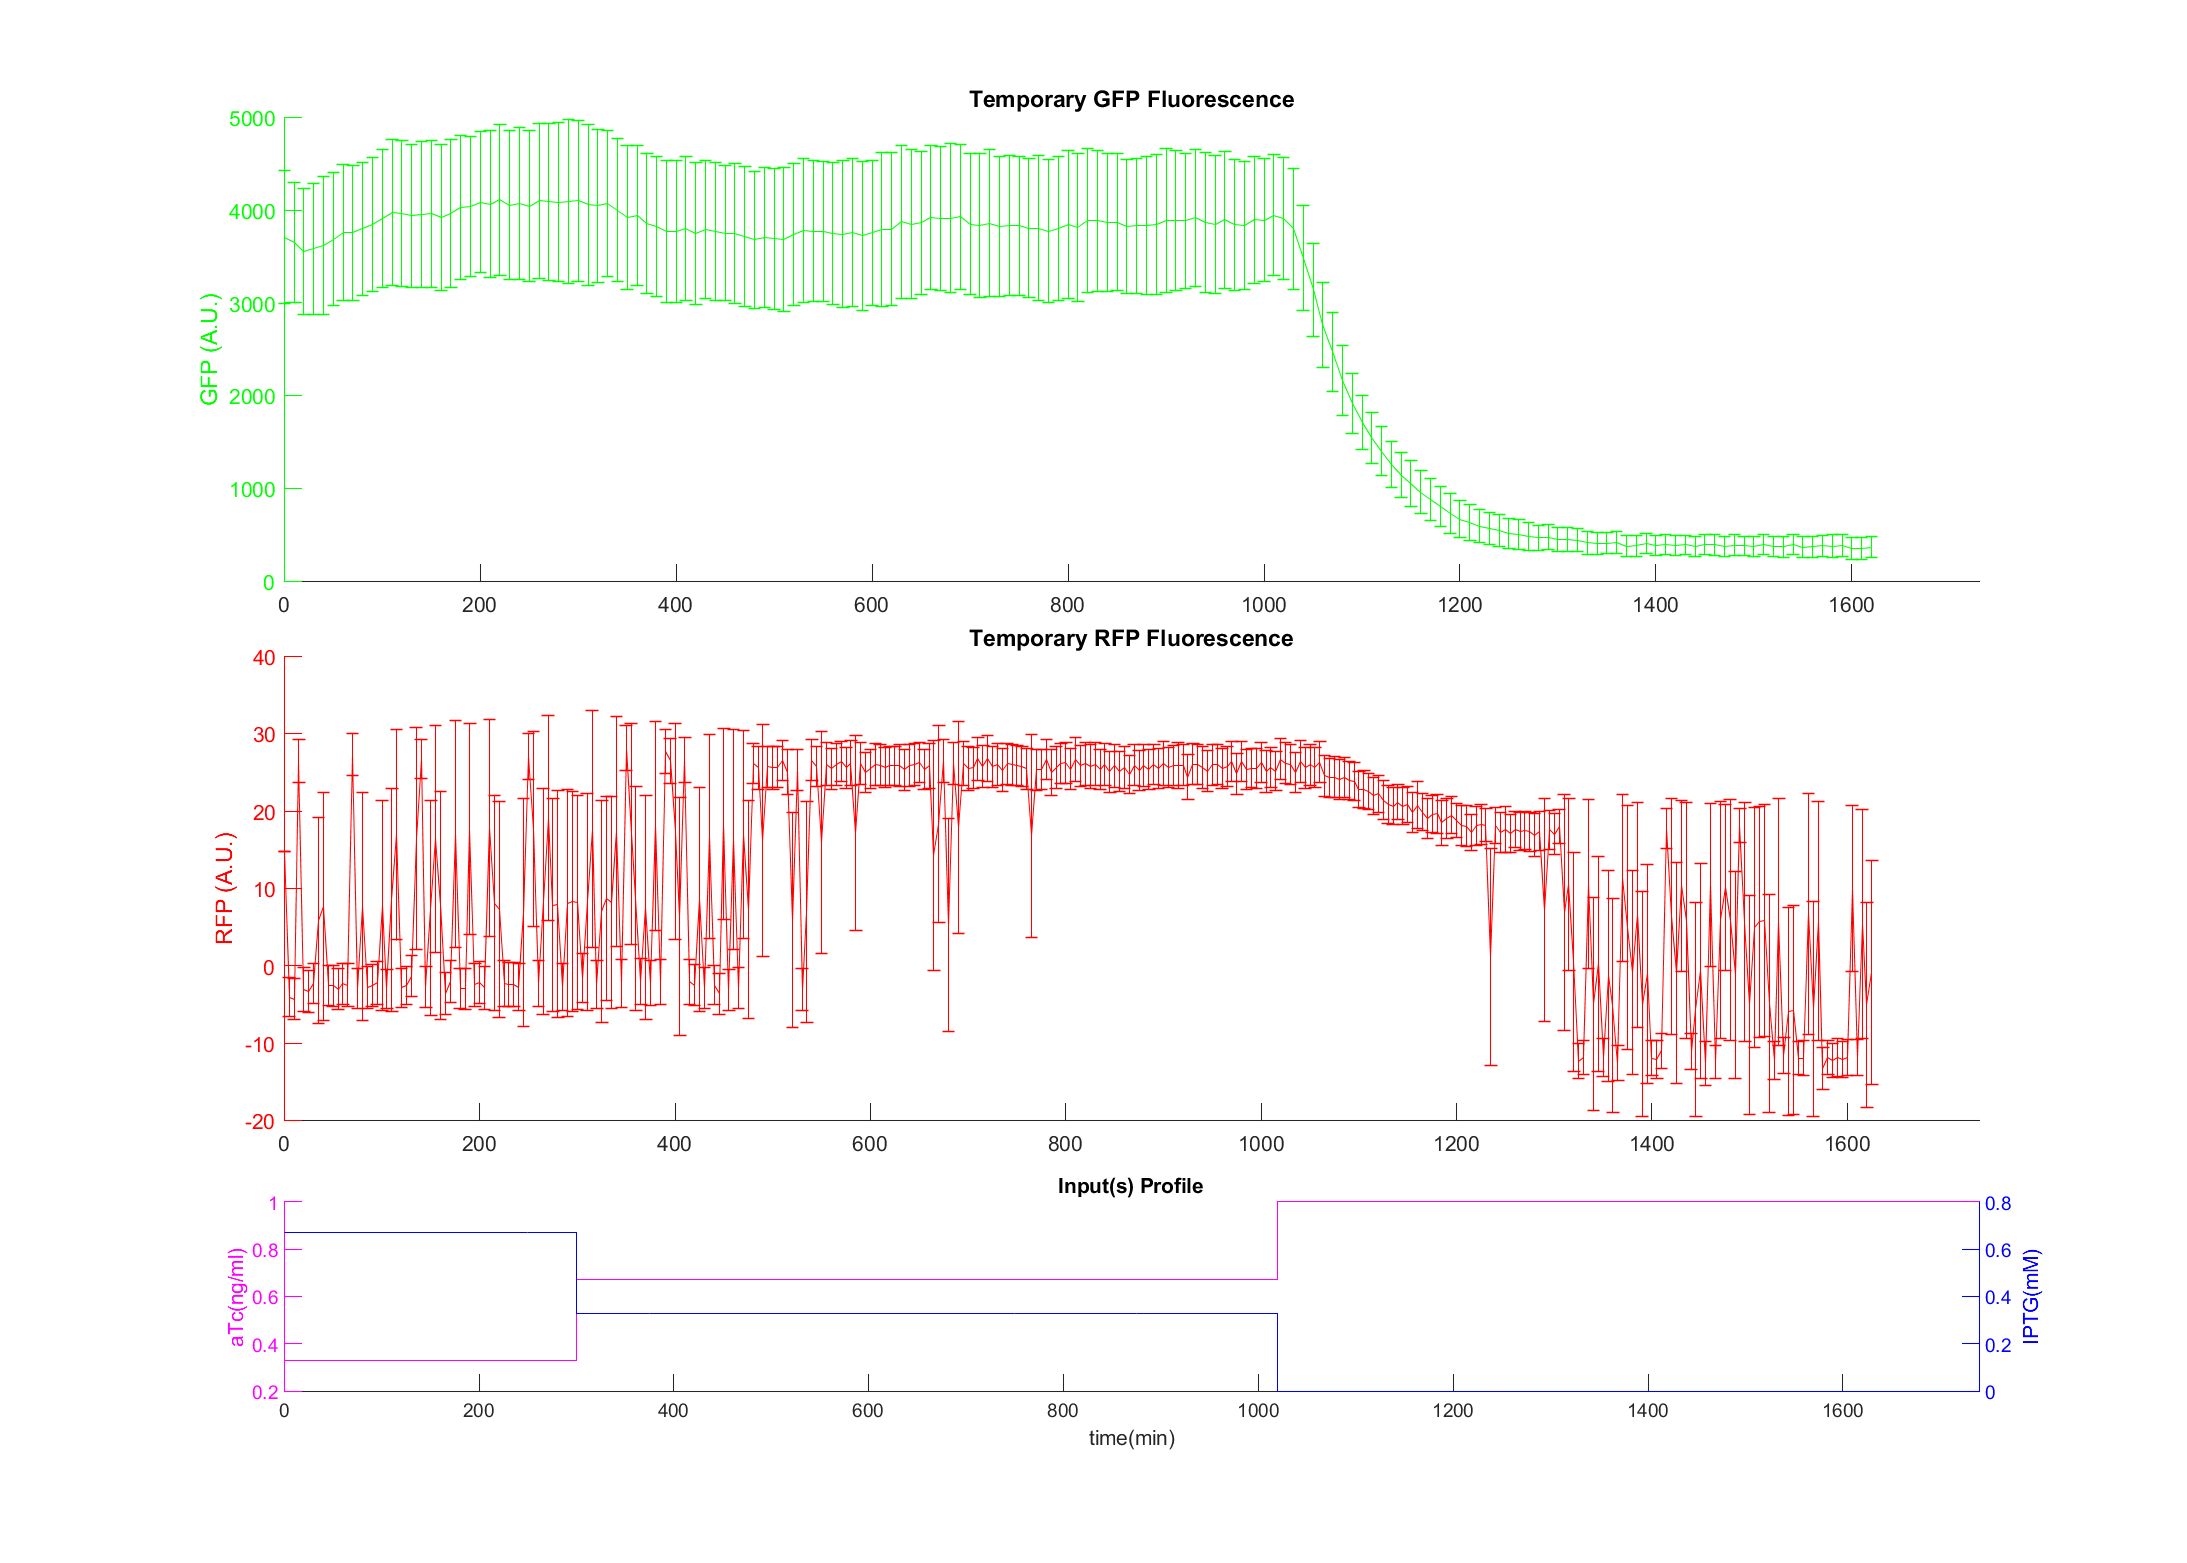 Temporary GFP Fluorescence
5000
4000
3000
2000
1000
0
GFP (A.U.)
0 200 400 600 800 1000 1200 1400 1600
Temporary RFP Fluorescence
40
30
20
10
0
-10
-20
RFP (A.U.)
0 200 400 600 800 1000 1200 1400 1600
Input(s) Profile
1
0.8
0.6
0.4
0.2
aTc(ng/ml)
0.8
0.6
0.4
0.2
0
IPTG(mM)
0 200 400 600 800 1000 1200 1400 1600
time(min)